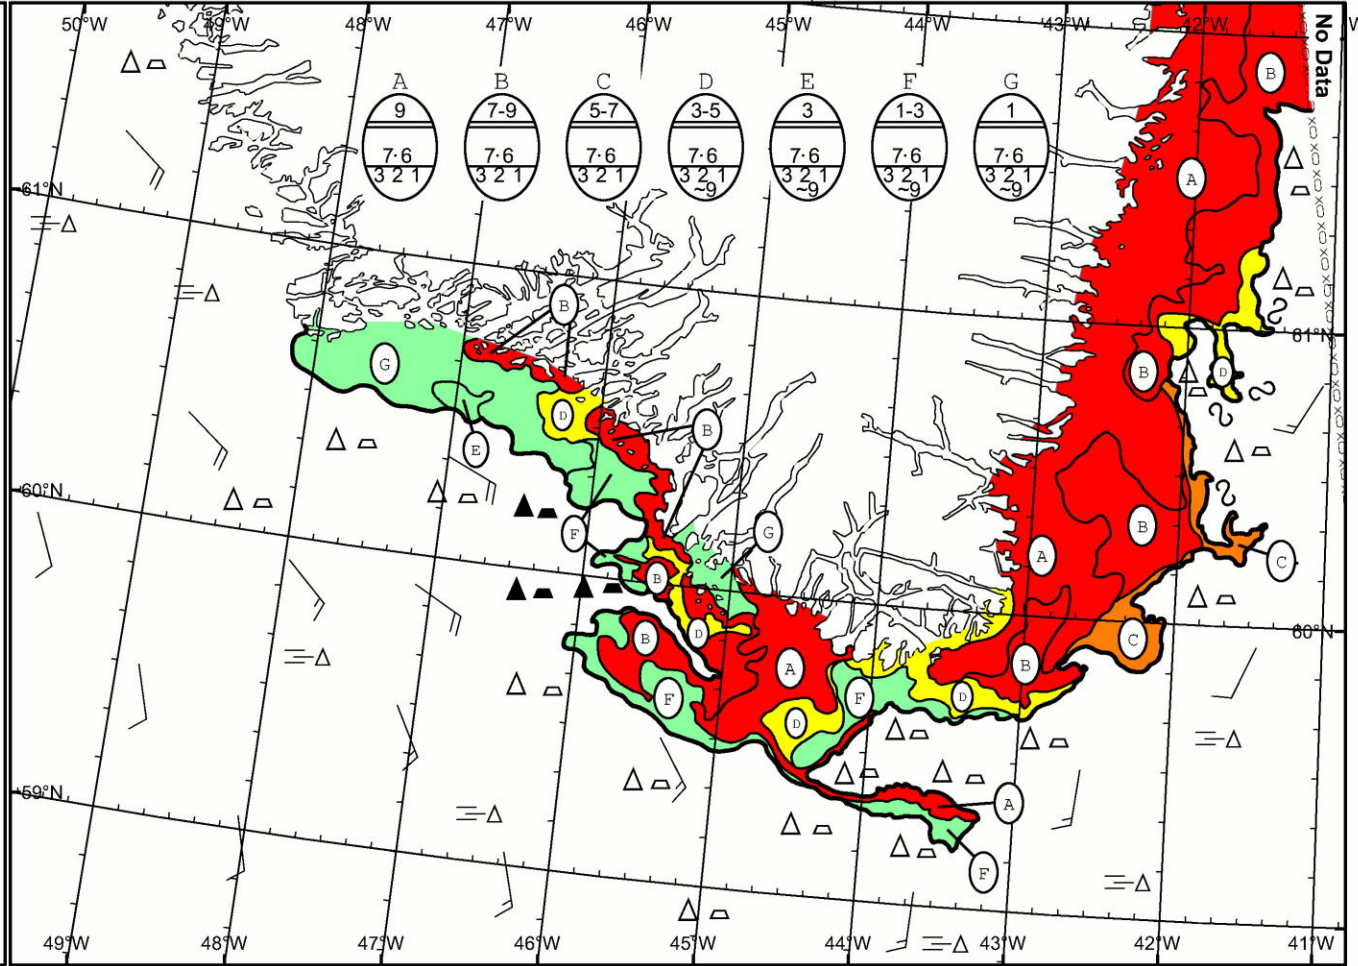 50°W 49°W 48°W 47°W 46°W 45°W 44°W 43°W 42°W W
No Data
A B C D E F G
9 7-9 5-7 3-5 3 1-3 1
7·6 7·6 7·6 7·6 7·6 7·6 7·6
3 2 1 3 2 1 3 2 1 3 2 1 3 2 1 3 2 1 3 2 1
~9 ~9 ~9 ~9
B
A
61°N
B
61°N
G
B D
D
B
E
60°N
F
G
B
A
C
B
D
B
60°N
C
A
B
F
F
D
D
59°N
A
F
49°W 48°W 47°W 46°W 45°W 44°W 43°W 42°W 41°W